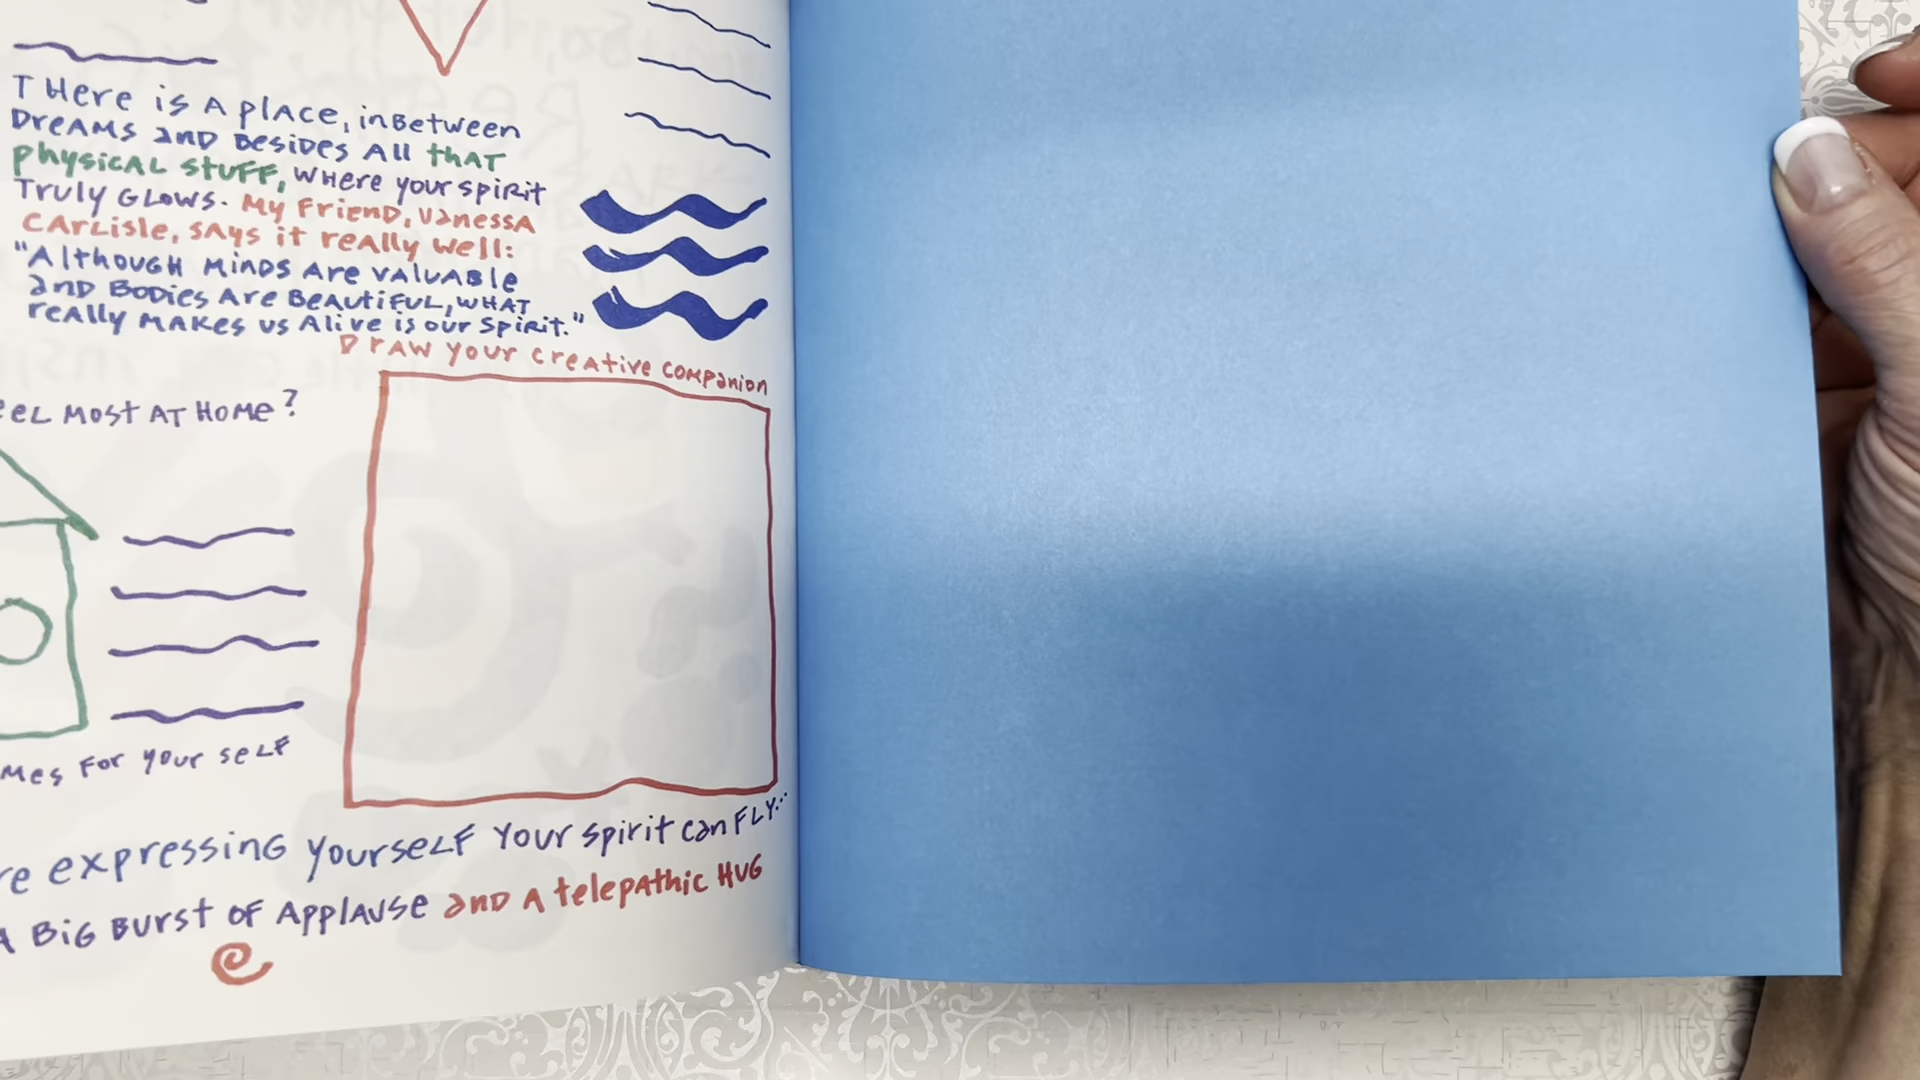 THere is A plAce, inBetween
DreAMs and Besides All thAT
physicAL stuFF, wHere your spirit
Truly GLows. My Friend, Vanessa
CArLisle, sAys it reAlly well:
"AlthougH MinDs Are vAluABle
and BoDies Are BeAutiFuL, wHAT
reAlly MAKes us Alive is our spirit."
DrAw your creAtive coMpanion
MOST AT HOMe?
For your seLF
expressinG yourseLF your spirit can FLY...
A BiG Burst oF ApplAuse and A telepAthic HuG